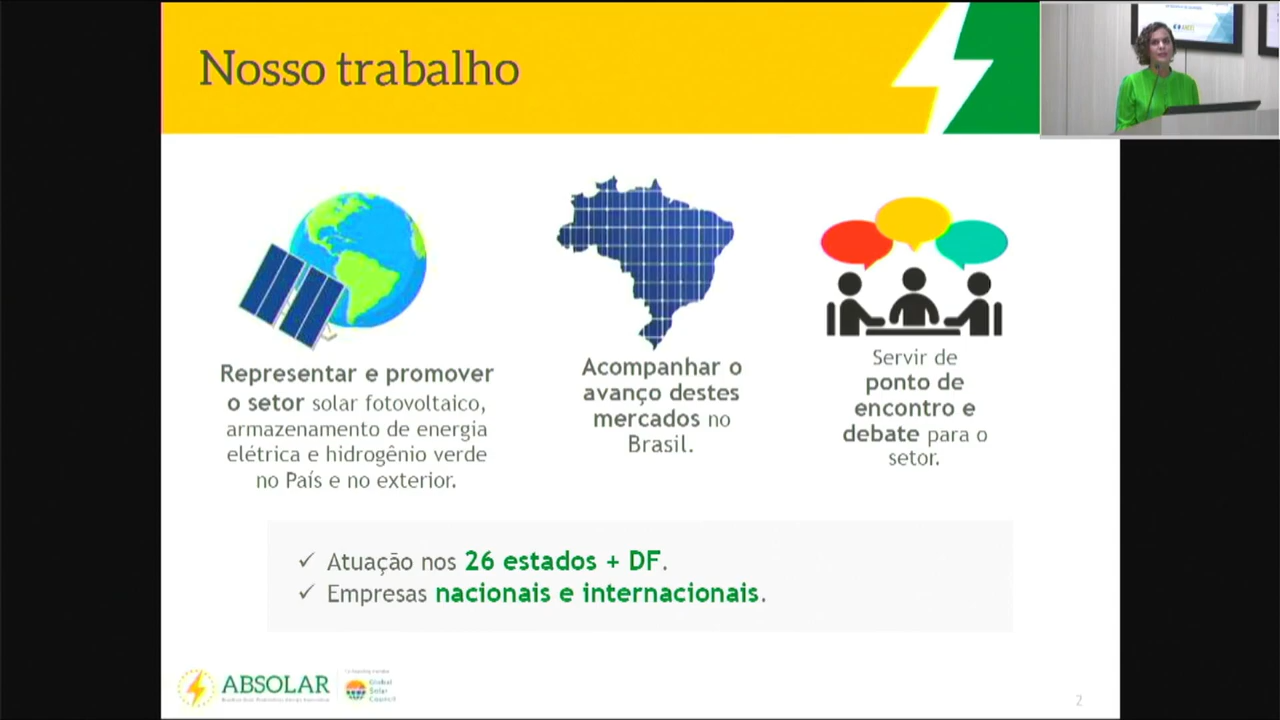 Nosso trabalho
Representar e promover
o setor solar fotovoltaico,
armazenamento de energia
elétrica e hidrogênio verde
no País e no exterior.
Acompanhar o
avanço destes
mercados no
Brasil.
Servir de
ponto de
encontro e
debate para o
setor.
✓ Atuação nos 26 estados + DF.
✓ Empresas nacionais e internacionais.
ABSOLAR
Global
Solar
Council
2